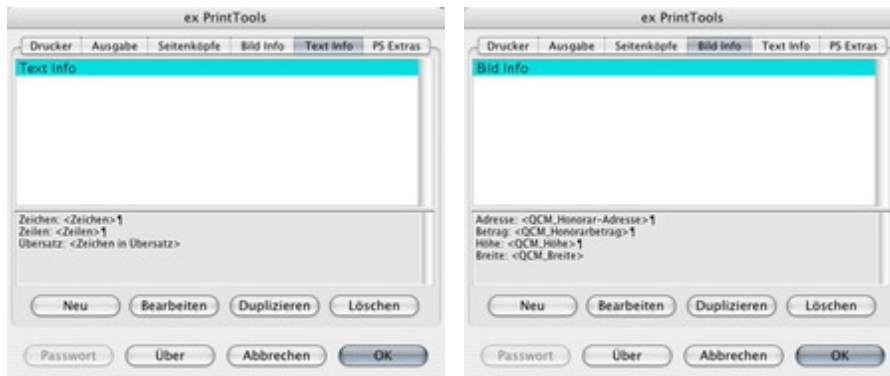 ex PrintTools
Drucker Ausgabe Seitenköpfe Bild Info Text Info PS Extras
Text Info
Zeichen: <Zeichen>¶
Zeilen: <Zeilen>¶
Übersatz: <Zeichen in Übersatz>
Neu Bearbeiten Duplizieren Löschen
Passwort Über Abbrechen OK
ex PrintTools
Drucker Ausgabe Seitenköpfe Bild Info Text Info PS Extras
Bild Info
Adresse: <QCM_Honorar-Adresse>¶
Betrag: <QCM_Honorarbetrag>¶
Höhe: <QCM_Höhe>¶
Breite: <QCM_Breite>
Neu Bearbeiten Duplizieren Löschen
Passwort Über Abbrechen OK